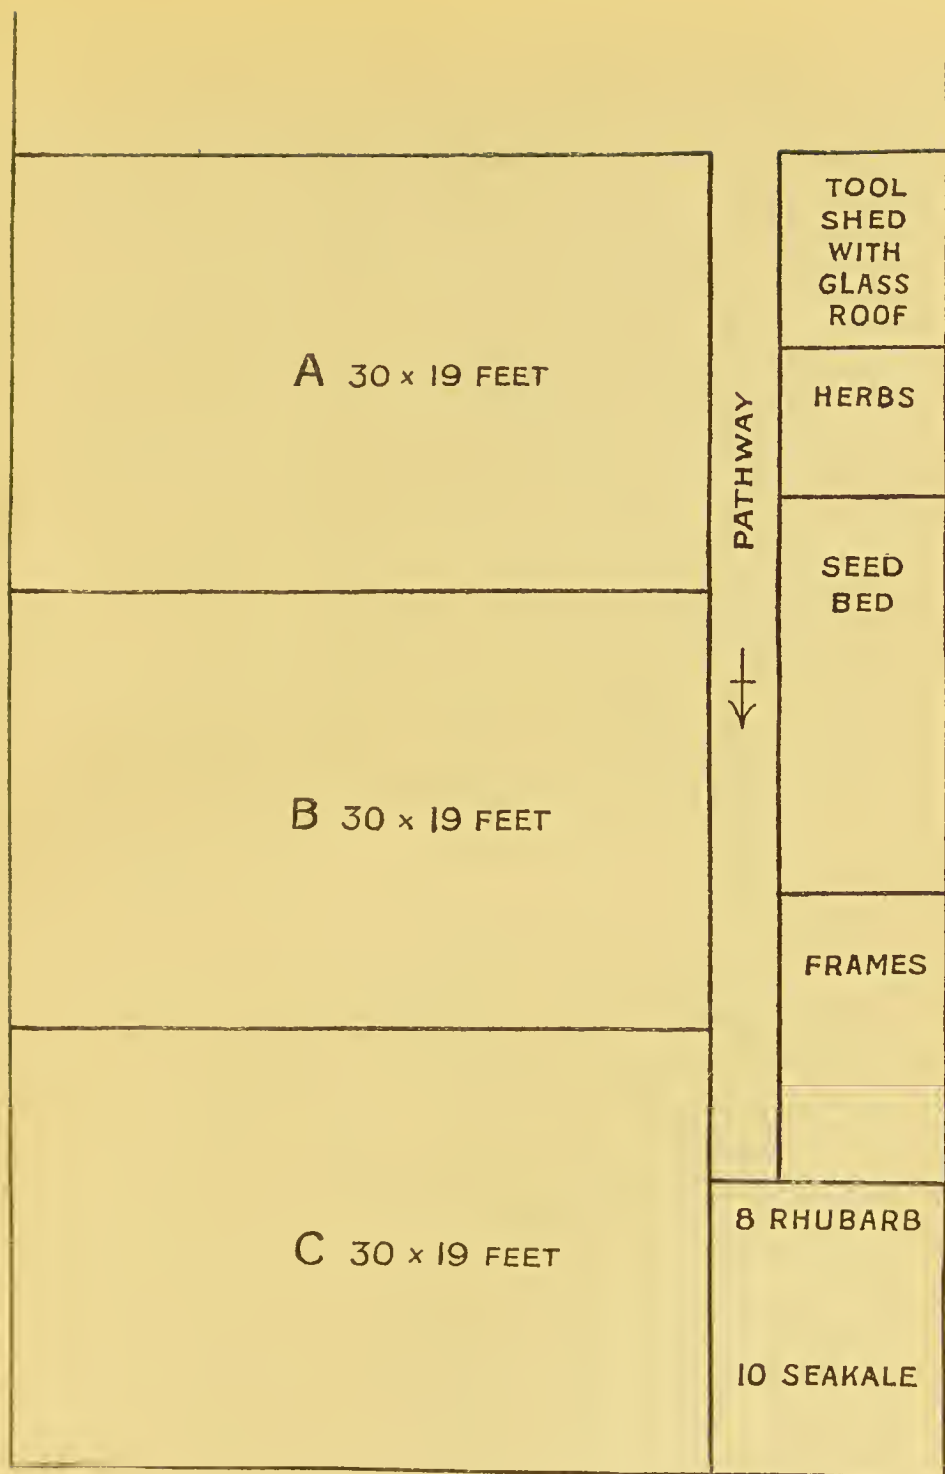 A 30 × 19 FEET
B 30 × 19 FEET
C 30 × 19 FEET
PATHWAY
TOOL
SHED
WITH
GLASS
ROOF
HERBS
SEED
BED
FRAMES
8 RHUBARB
10 SEAKALE